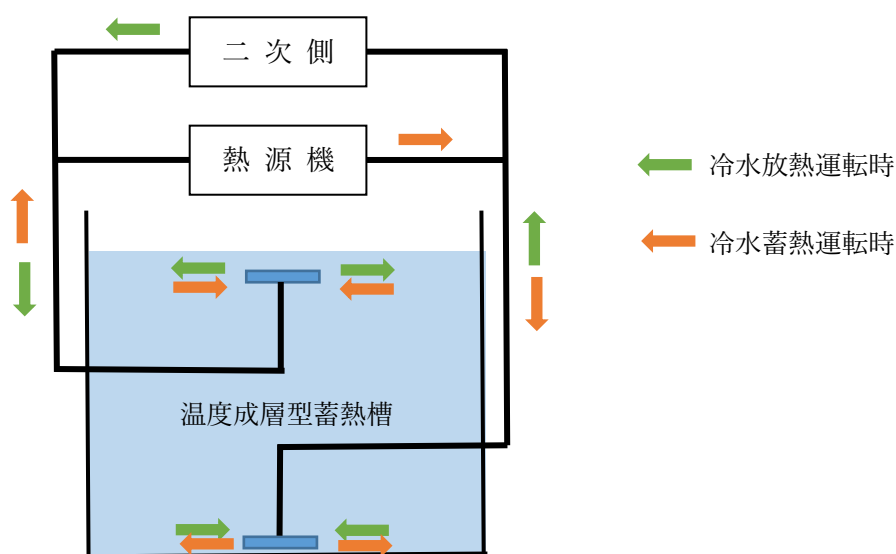 二次側
熱源機
冷水放熱運転時
冷水蓄熱運転時
温度成層型蓄熱槽